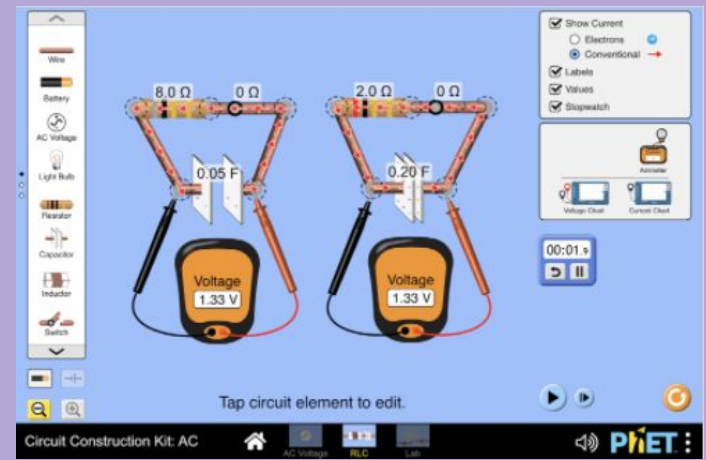 Wire
Battery
AC Voltage
Light Bulb
Resistor
Capacitor
Inductor
Switch
8.0 Ω
0 Ω
0.05 F
Voltage
1.33 V
2.0 Ω
0 Ω
0.20 F
Voltage
1.33 V
Tap circuit element to edit.
Show Current
Electrons
Conventional
Labels
Values
Stopwatch
Ammeter
Voltage Chart
Current Chart
00:01.9
Circuit Construction Kit: AC
AC Voltage
RLC
Lab
PhET